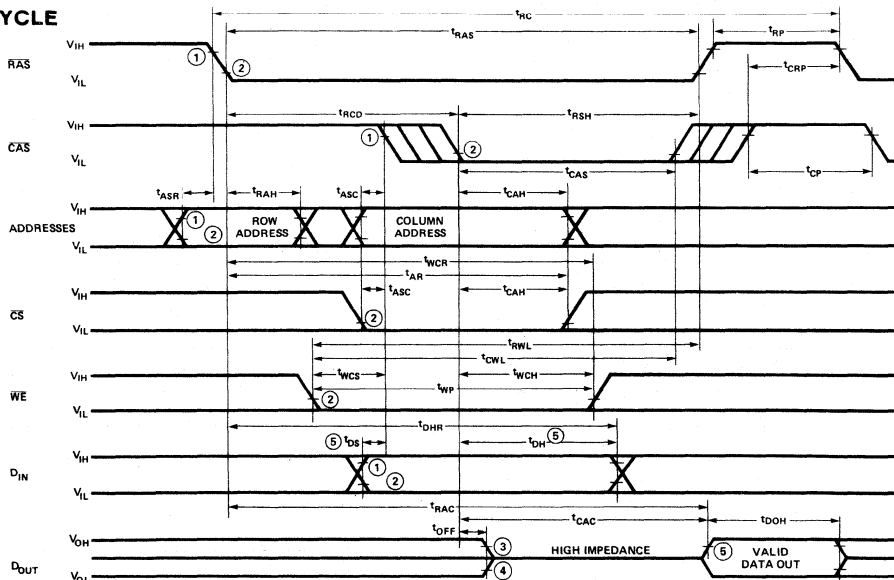 YCLE
tRC
tRAS
tRP
RAS
VIH
VIL
1
2
tCRP
tRCD
tRSH
CAS
VIH
VIL
1
2
tCAS
tCP
tASR
tRAH
tASC
tCAH
ADDRESSES
VIH
VIL
1
2
ROW
ADDRESS
COLUMN
ADDRESS
tWCR
tAR
tASC
tCAH
CS
VIH
VIL
2
tRWL
tCWL
tWCS
tWCH
WE
VIH
VIL
tWP
2
tDHR
5 tDS
tDH 5
DIN
VIH
VIL
1
2
tRAC
tCAC
tDOH
tOFF
DOUT
VOH
3
HIGH IMPEDANCE
5
VALID
DATA OUT
4